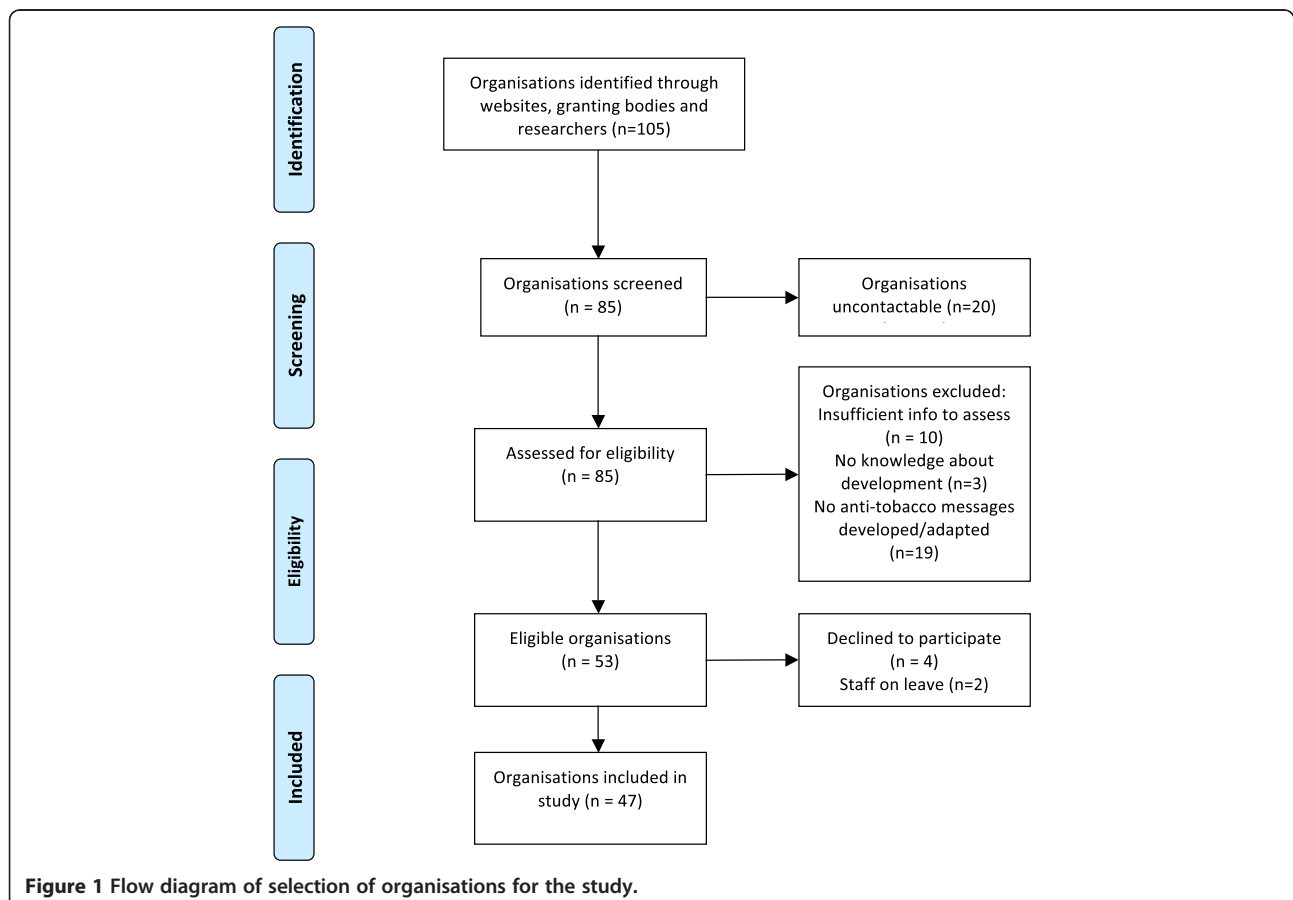 Identification
Organisations identified through
websites, granting bodies and
researchers (n=105)
Screening
Organisations screened
(n = 85)
Organisations
uncontactable (n=20)
Eligibility
Assessed for eligibility
(n = 85)
Organisations excluded:
Insufficient info to assess
(n = 10)
No knowledge about
development (n=3)
No anti-tobacco messages
developed/adapted
(n=19)
Eligible organisations
(n = 53)
Declined to participate
(n = 4)
Staff on leave (n=2)
Included
Organisations included in
study (n = 47)
Figure 1 Flow diagram of selection of organisations for the study.